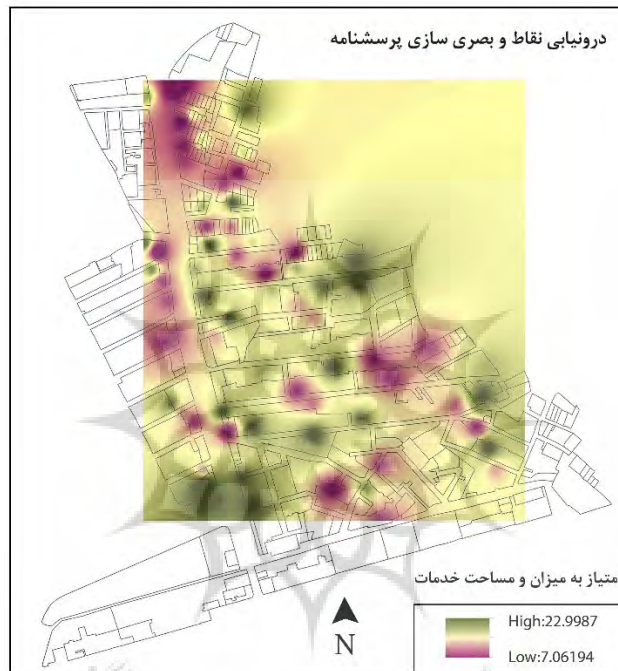 درونیابی نقاط و بصری سازی پرسشنامه
متیاز به میزان و مساحت خدمات
High:22.9987
Low:7.06194
N